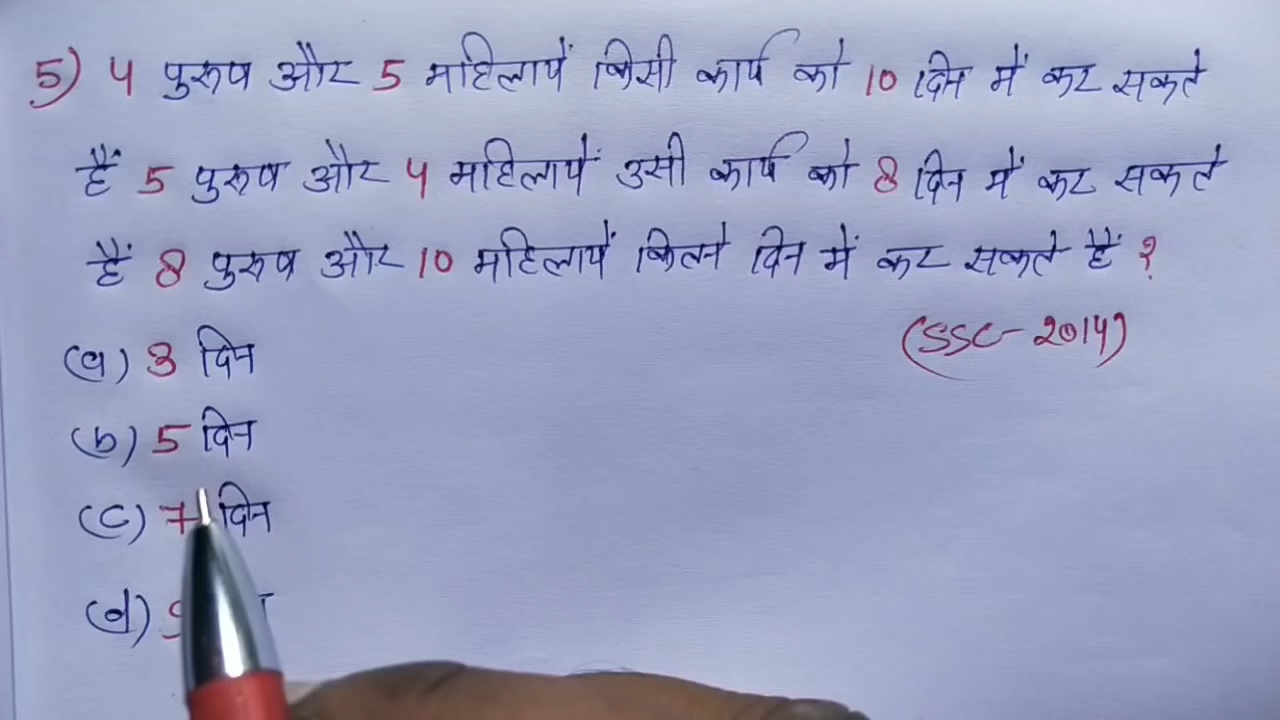 5) 4 पुरुष और 5 महिलायें किसी कार्य को 10 दिन में कर सकते
हैं 5 पुरुष और 4 महिलायें उसी कार्य को 8 दिन में कर सकते
हैं 8 पुरुष और 10 महिलायें कितने दिन में कर सकते हैं ?
(SSC-2014)
(a) 3 दिन
(b) 5 दिन
(c) 7 दिन
(d)